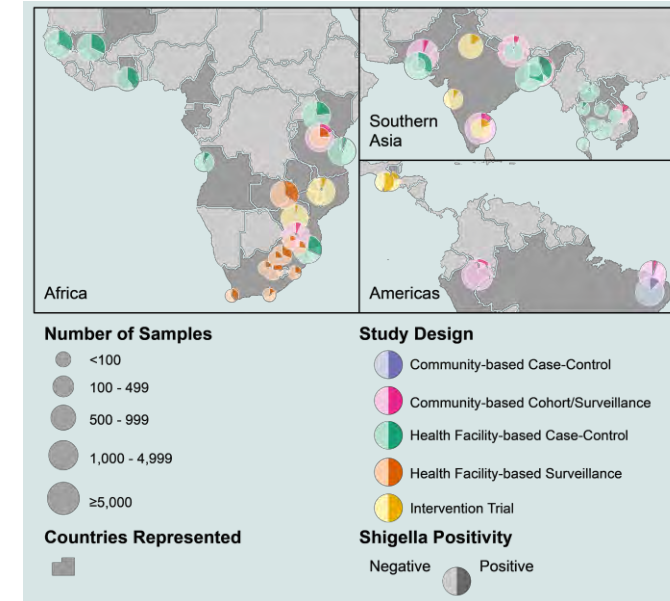 Africa
Southern
Asia
Americas
Number of Samples
<100
100 - 499
500 - 999
1,000 - 4,999
≥5,000
Countries Represented
Study Design
Community-based Case-Control
Community-based Cohort/Surveillance
Health Facility-based Case-Control
Health Facility-based Surveillance
Intervention Trial
Shigella Positivity
Negative
Positive